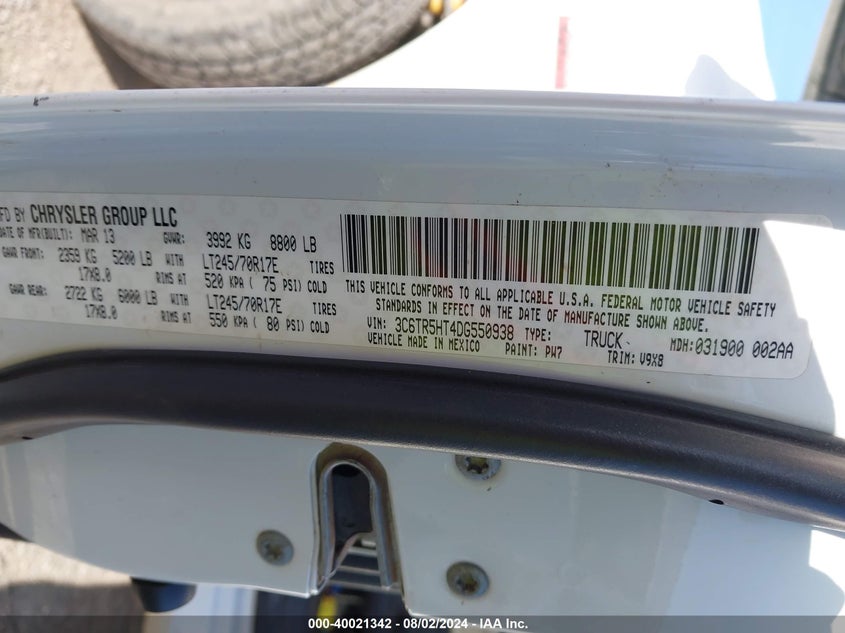 MFD BY CHRYSLER GROUP LLC
DATE OF MFR(BUILT): MAR 13 GVWR: 3992 KG 8800 LB
GAWR FRONT: 2359 KG 5200 LB WITH LT245/70R17E TIRES
17X8.0 RIMS AT 520 KPA ( 75 PSI) COLD
GAWR REAR: 2722 KG 6000 LB WITH LT245/70R17E TIRES
17X8.0 RIMS AT 550 KPA ( 80 PSI) COLD
THIS VEHICLE CONFORMS TO ALL APPLICABLE U.S.A. FEDERAL MOTOR VEHICLE SAFETY
STANDARDS IN EFFECT ON THE DATE OF MANUFACTURE SHOWN ABOVE.
VIN: 3C6TR5HT4DG550938 TYPE: TRUCK MDH: 031900 002AA
VEHICLE MADE IN MEXICO PAINT: PW7 TRIM: V9X8
000-40021342 - 08/02/2024 - IAA Inc.